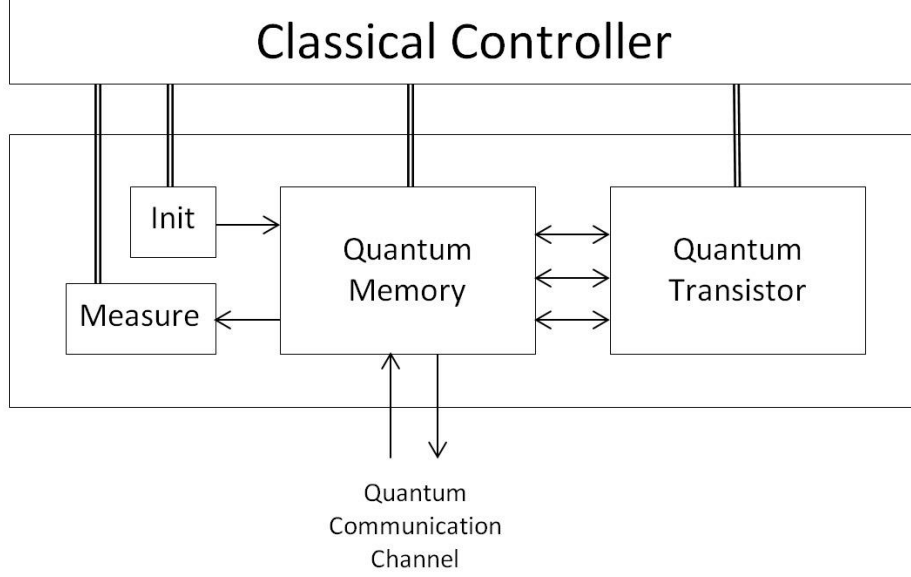 Classical Controller
Init
Quantum
Memory
Quantum
Transistor
Measure
Quantum
Communication
Channel